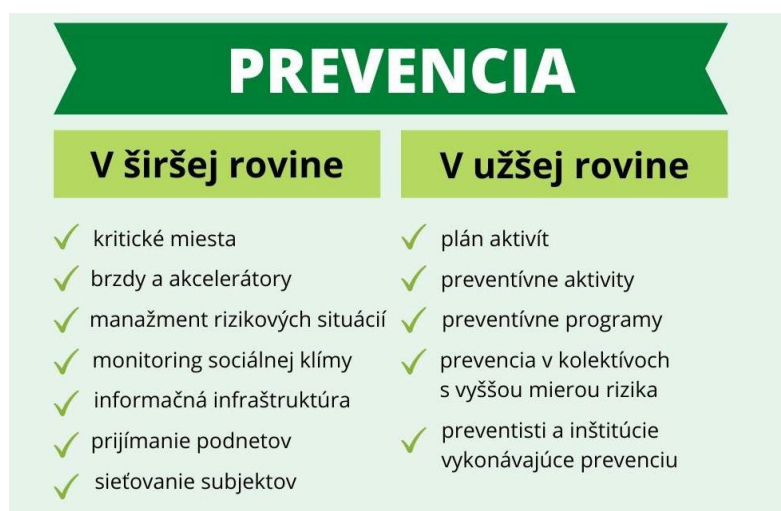 PREVENCIA
V širšej rovine
kritické miesta
brzdy a akcelerátory
manažment rizikových situácií
monitoring sociálnej klímy
informačná infraštruktúra
prijímanie podnetov
sieťovanie subjektov
V užšej rovine
plán aktivít
preventívne aktivity
preventívne programy
prevencia v kolektívoch
s vyššou mierou rizika
preventisti a inštitúcie
vykonávajúce prevenciu